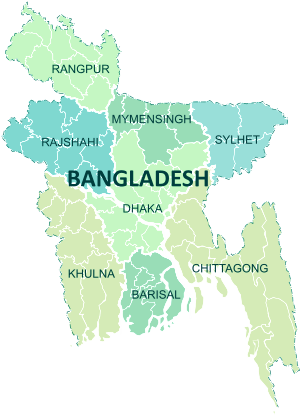 RANGPUR
MYMENSINGH
RAJSHAHI
SYLHET
BANGLADESH
DHAKA
KHULNA
CHITTAGONG
BARISAL